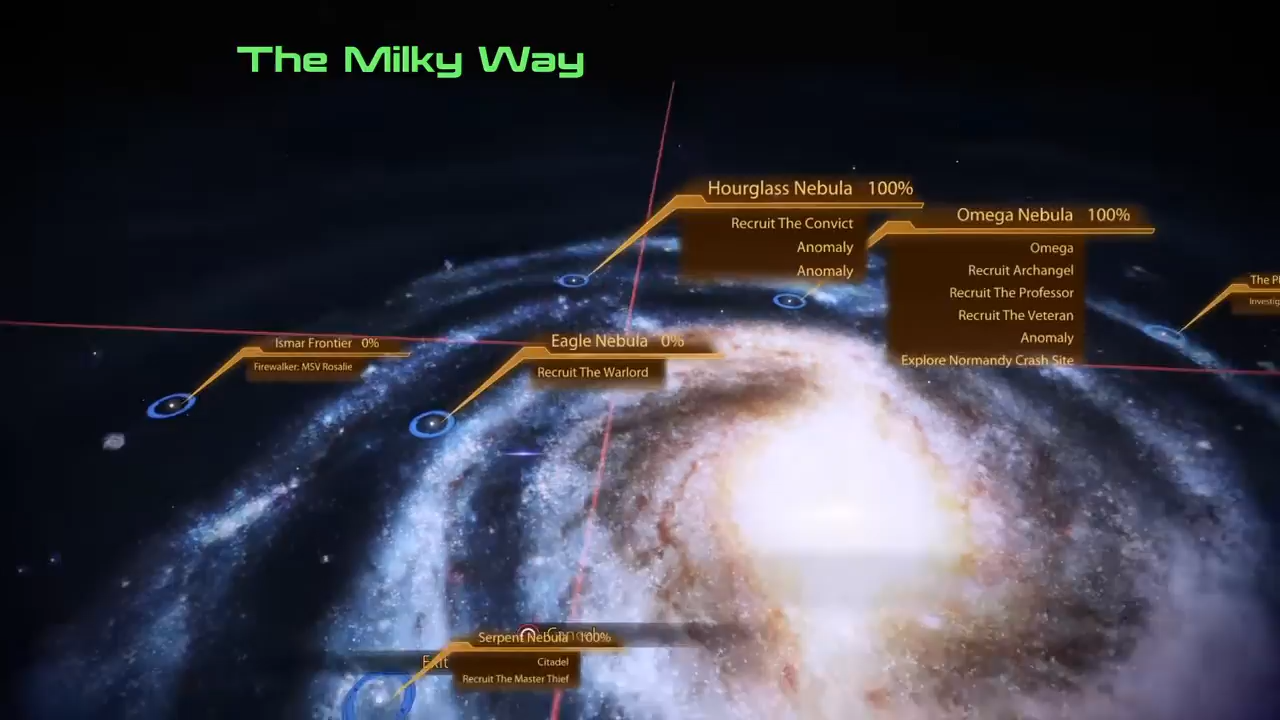 The Milky Way
Hourglass Nebula 100%
Recruit The Convict
Anomaly
Anomaly
Omega Nebula 100%
Omega
Recruit Archangel
Recruit The Professor
Recruit The Veteran
Anomaly
Explore Normandy Crash Site
The
Ismar Frontier 0%
Firewalker: MSV Rosalie
Eagle Nebula 0%
Recruit The Warlord
Serpent Nebula 100%
Citadel
Recruit The Master Thief
Exit